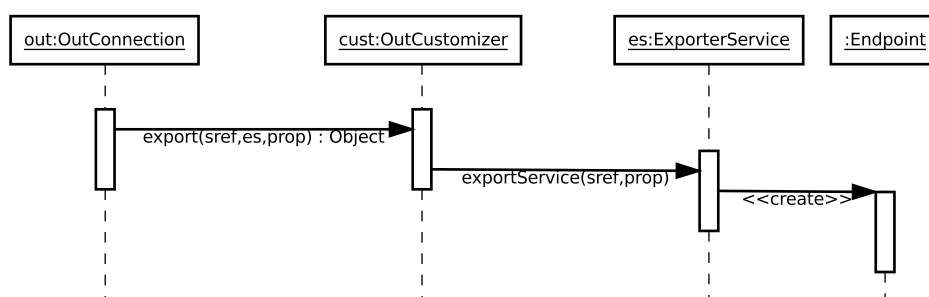 out:OutConnection
cust:OutCustomizer
es:ExporterService
:Endpoint
export(sref,es,prop) : Object
exportService(sref,prop)
<<create>>